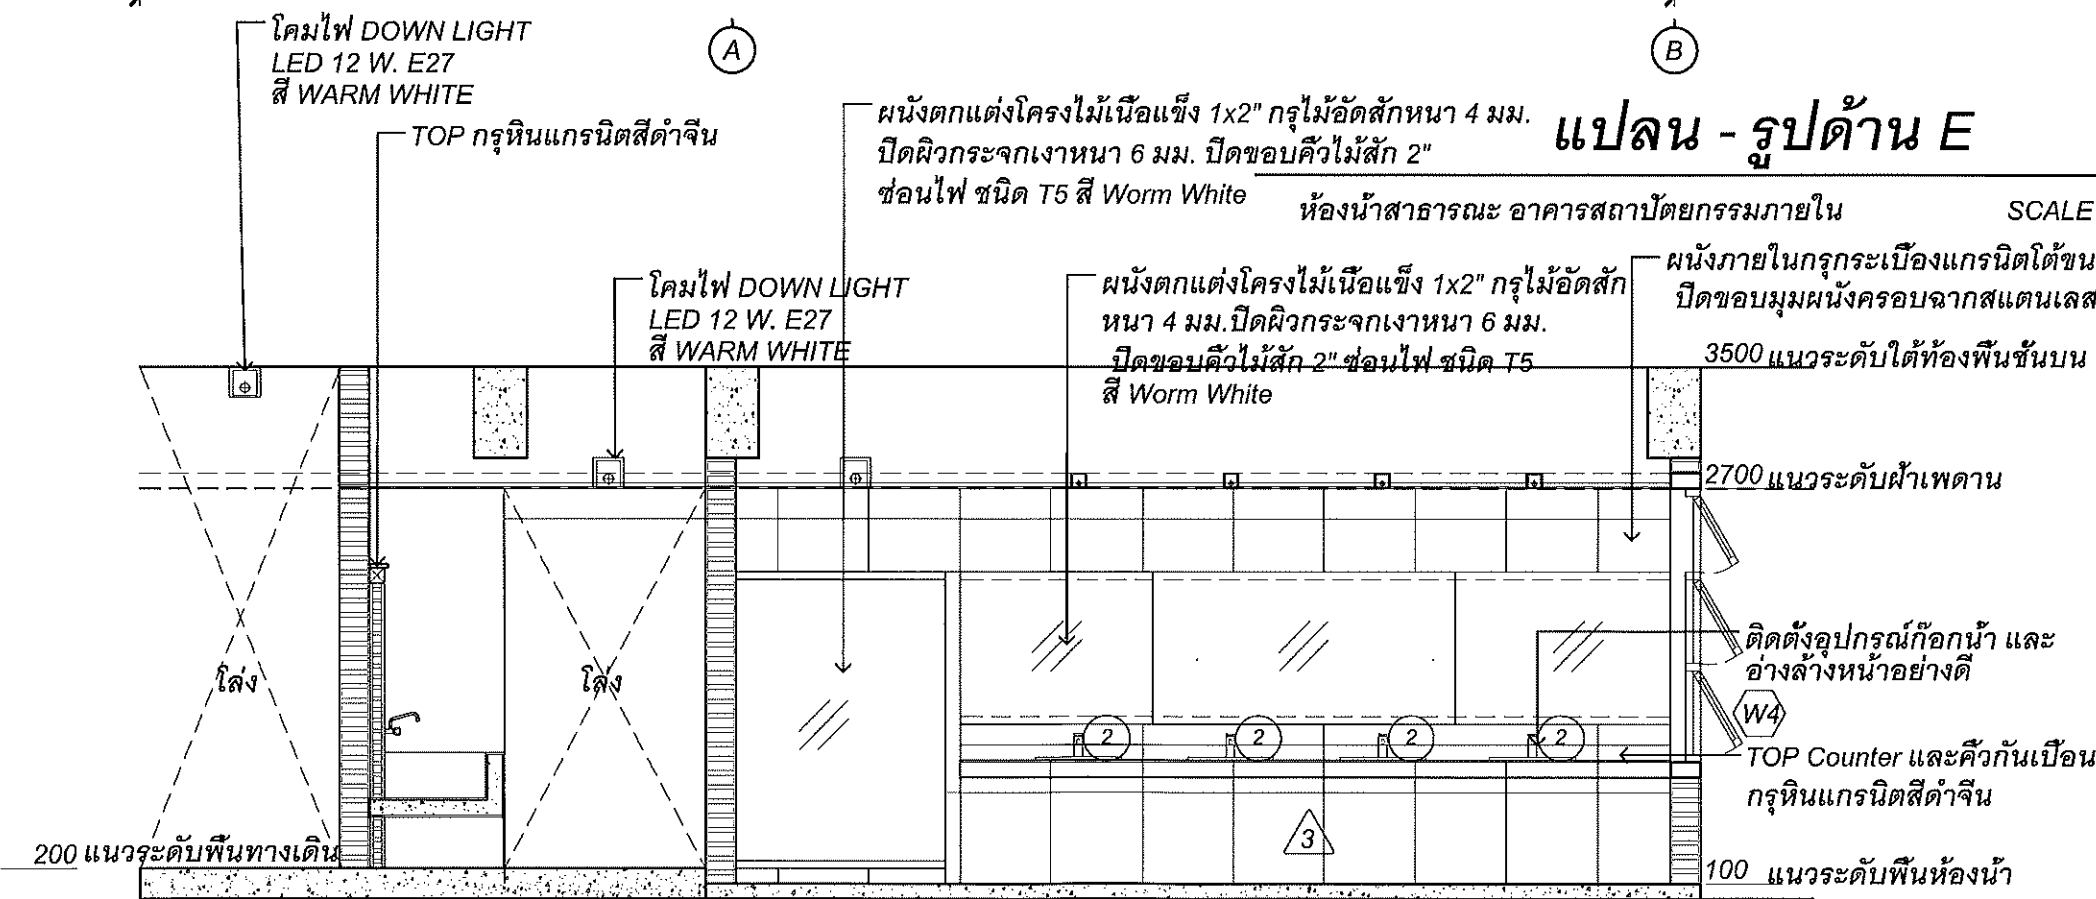 โคมไฟ DOWN LIGHT
LED 12 W. E27
สี WARM WHITE
A
B
TOP กรุหินแกรนิตสีดำจีน
ผนังตกแต่งโครงไม้เนื้อแข็ง 1x2" กรุไม้อัดสักหนา 4 มม.
ปิดผิวกระจกเงาหนา 6 มม. ปิดขอบคิ้วไม้สัก 2"
ซ่อนไฟ ชนิด T5 สี Worm White
แปลน - รูปด้าน E
ห้องน้ำสาธารณะ อาคารสถาปัตยกรรมภายใน
SCALE
โคมไฟ DOWN LIGHT
LED 12 W. E27
สี WARM WHITE
ผนังตกแต่งโครงไม้เนื้อแข็ง 1x2" กรุไม้อัดสัก
หนา 4 มม.ปิดผิวกระจกเงาหนา 6 มม.
ปิดขอบคิ้วไม้สัก 2" ซ่อนไฟ ชนิด T5
สี Worm White
ผนังภายในกรุกระเบื้องแกรนิตโต้ขน
ปิดขอบมุมผนังครอบฉากสแตนเลส
3500 แนวระดับใต้ท้องพื้นชั้นบน
2700 แนวระดับฝ้าเพดาน
โล่ง
โล่ง
ติดตั้งอุปกรณ์ก๊อกน้ำ และ
อ่างล้างหน้าอย่างดี
W4
2
2
2
2
TOP Counter และคิ้วกันเปื้อน
กรุหินแกรนิตสีดำจีน
3
200 แนวระดับพื้นทางเดิน
100 แนวระดับพื้นห้องน้ำ